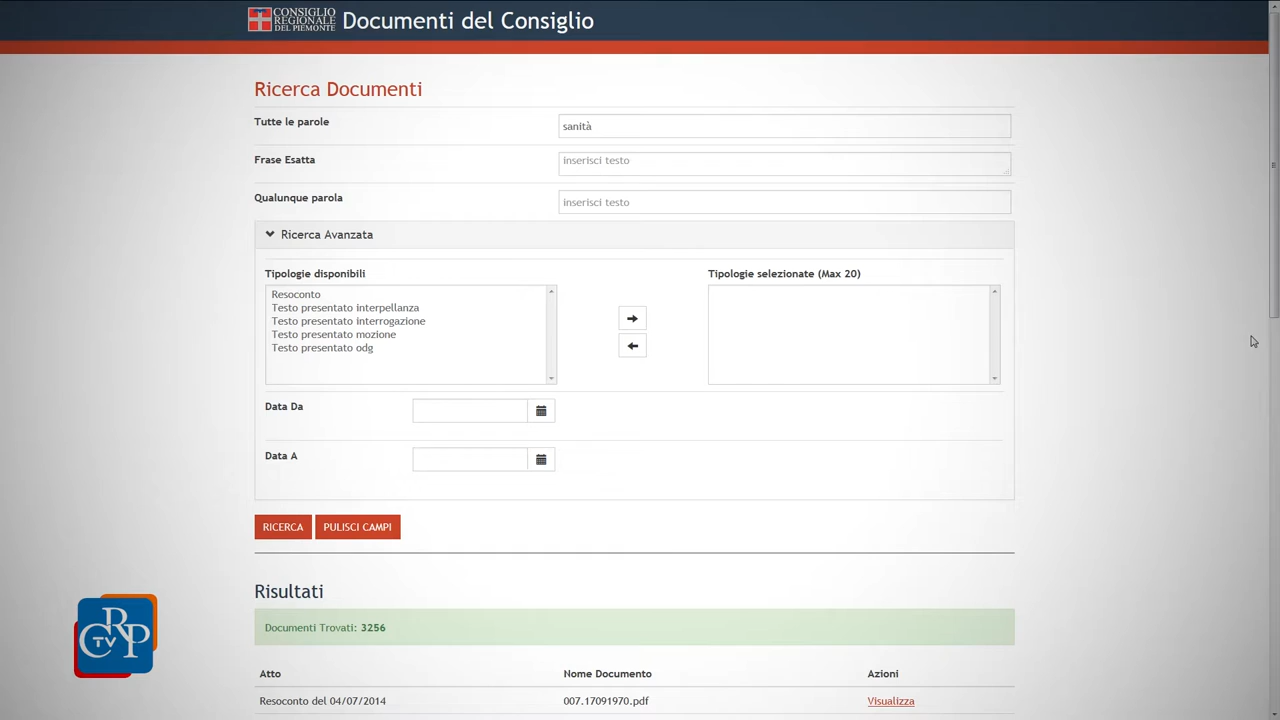 CONSIGLIO
REGIONALE
DEL PIEMONTE
Documenti del Consiglio
Ricerca Documenti
Tutte le parole
sanità
Frase Esatta
inserisci testo
Qualunque parola
inserisci testo
Ricerca Avanzata
Tipologie disponibili
Tipologie selezionate (Max 20)
Resoconto
Testo presentato interpellanza
Testo presentato interrogazione
Testo presentato mozione
Testo presentato odg
Data Da
Data A
RICERCA PULISCI CAMPI
Risultati
Documenti Trovati: 3256
Atto Nome Documento Azioni
Resoconto del 04/07/2014 007.17091970.pdf Visualizza
CRP
TV